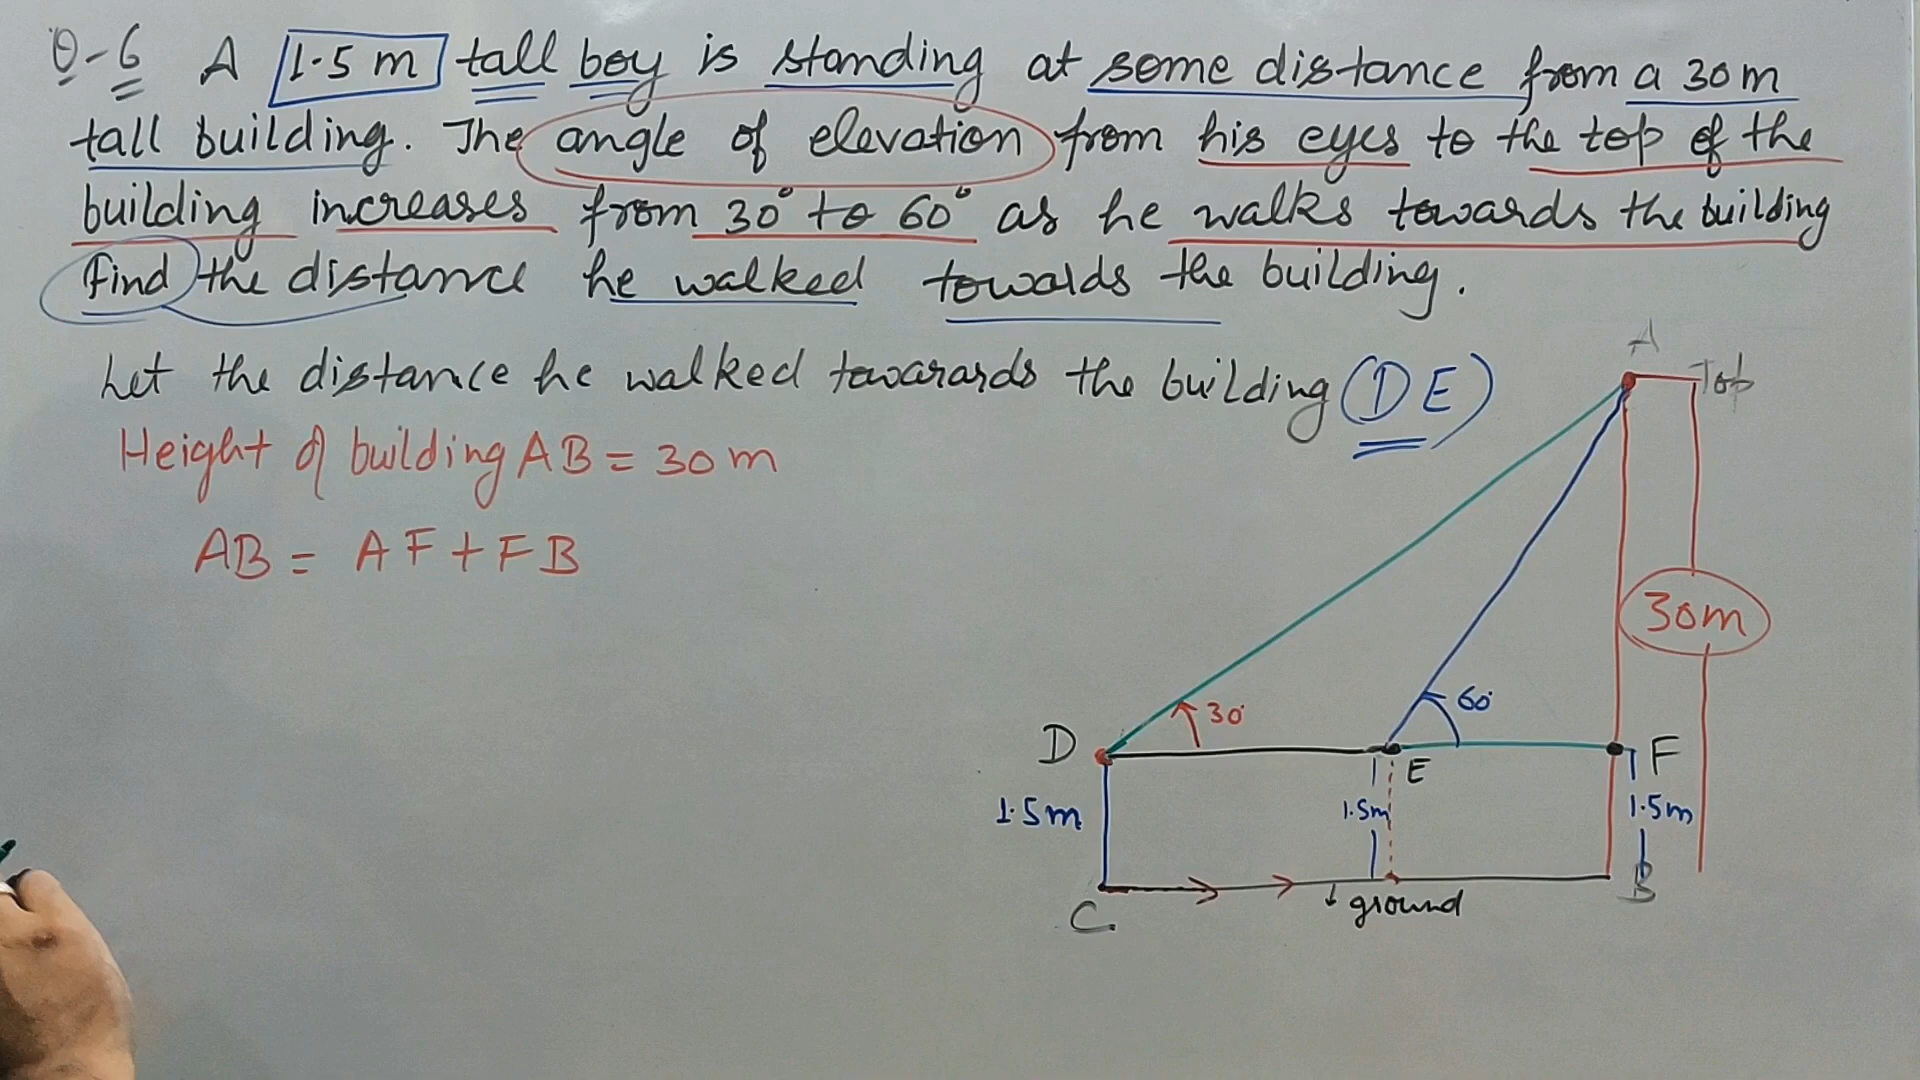 Q-6 A 1.5 m tall boy is standing at some distance from a 30m
tall building. The angle of elevation from his eyes to the top of the
building increases from 30° to 60° as he walks towards the building
find the distance he walked towards the building.
Let the distance he walked towarards the building (DE)
Height of building AB = 30m
AB = AF + FB
A
Top
30m
30°
60°
D
E
F
1.5m
1.5m
1.5m
C
ground
B